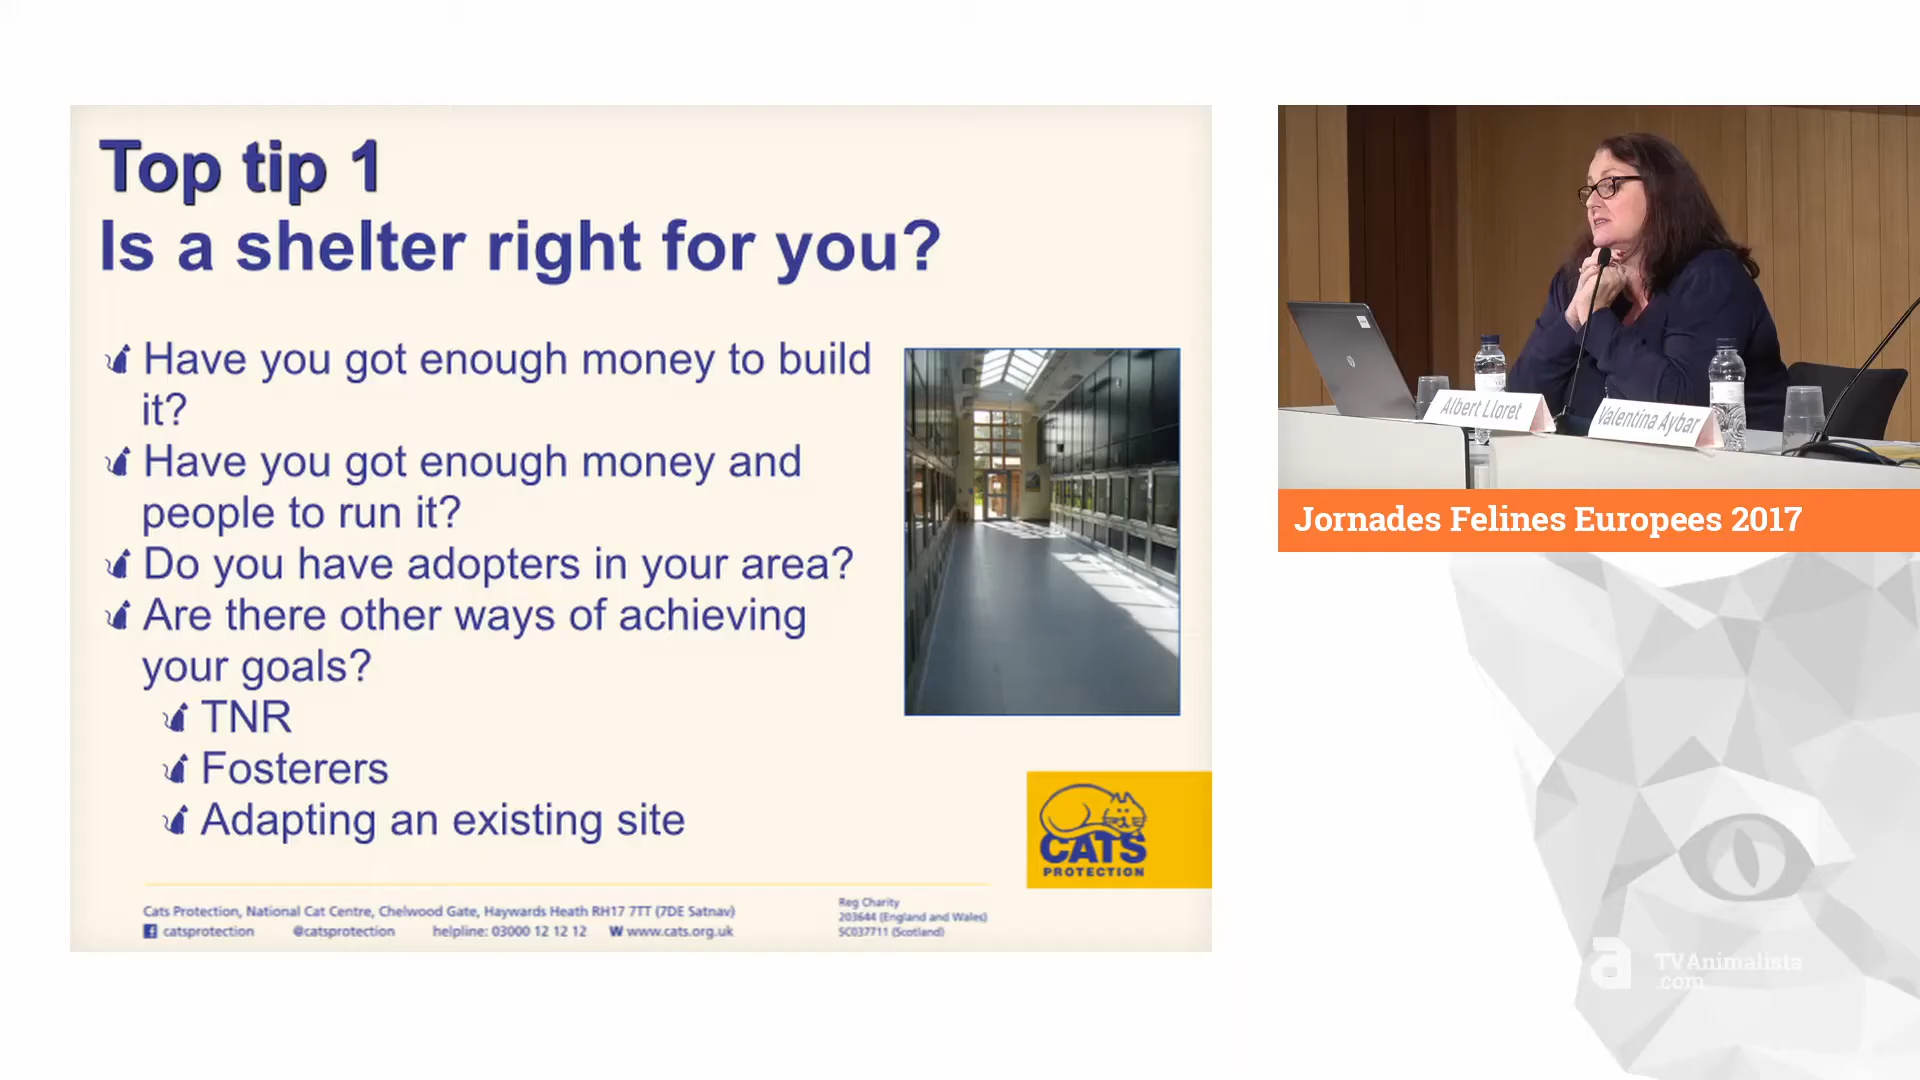 Top tip 1
Is a shelter right for you?
Have you got enough money to build
it?
Have you got enough money and
people to run it?
Do you have adopters in your area?
Are there other ways of achieving
your goals?
TNR
Fosterers
Adapting an existing site
CATS
PROTECTION
Cats Protection, National Cat Centre, Chelwood Gate, Haywards Heath RH17 7TT (7DE Satnav)
catsprotection @catsprotection helpline: 03000 12 12 12 W www.cats.org.uk
Reg Charity
203644 (England and Wales)
SC037711 (Scotland)
Albert Lloret
Valentina Aybar
Jornades Felines Europees 2017
a TVAnimalista
.com